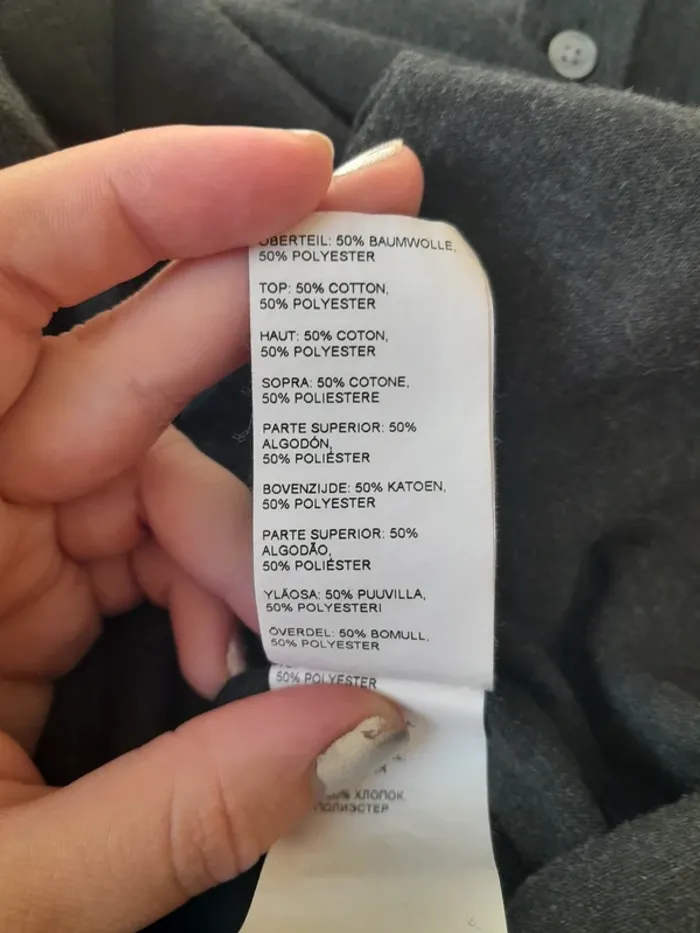 OBERTEIL: 50% BAUMWOLLE,
50% POLYESTER
TOP: 50% COTTON,
50% POLYESTER
HAUT: 50% COTON,
50% POLYESTER
SOPRA: 50% COTONE,
50% POLIESTERE
PARTE SUPERIOR: 50%
ALGODÓN,
50% POLIÉSTER
BOVENZIJDE: 50% KATOEN,
50% POLYESTER
PARTE SUPERIOR: 50%
ALGODÃO,
50% POLIÉSTER
YLÄOSA: 50% PUUVILLA,
50% POLYESTERI
ÖVERDEL: 50% BOMULL,
50% POLYESTER
50% POLYESTER
ХЛОПОК
ПОЛИЭСТЕР